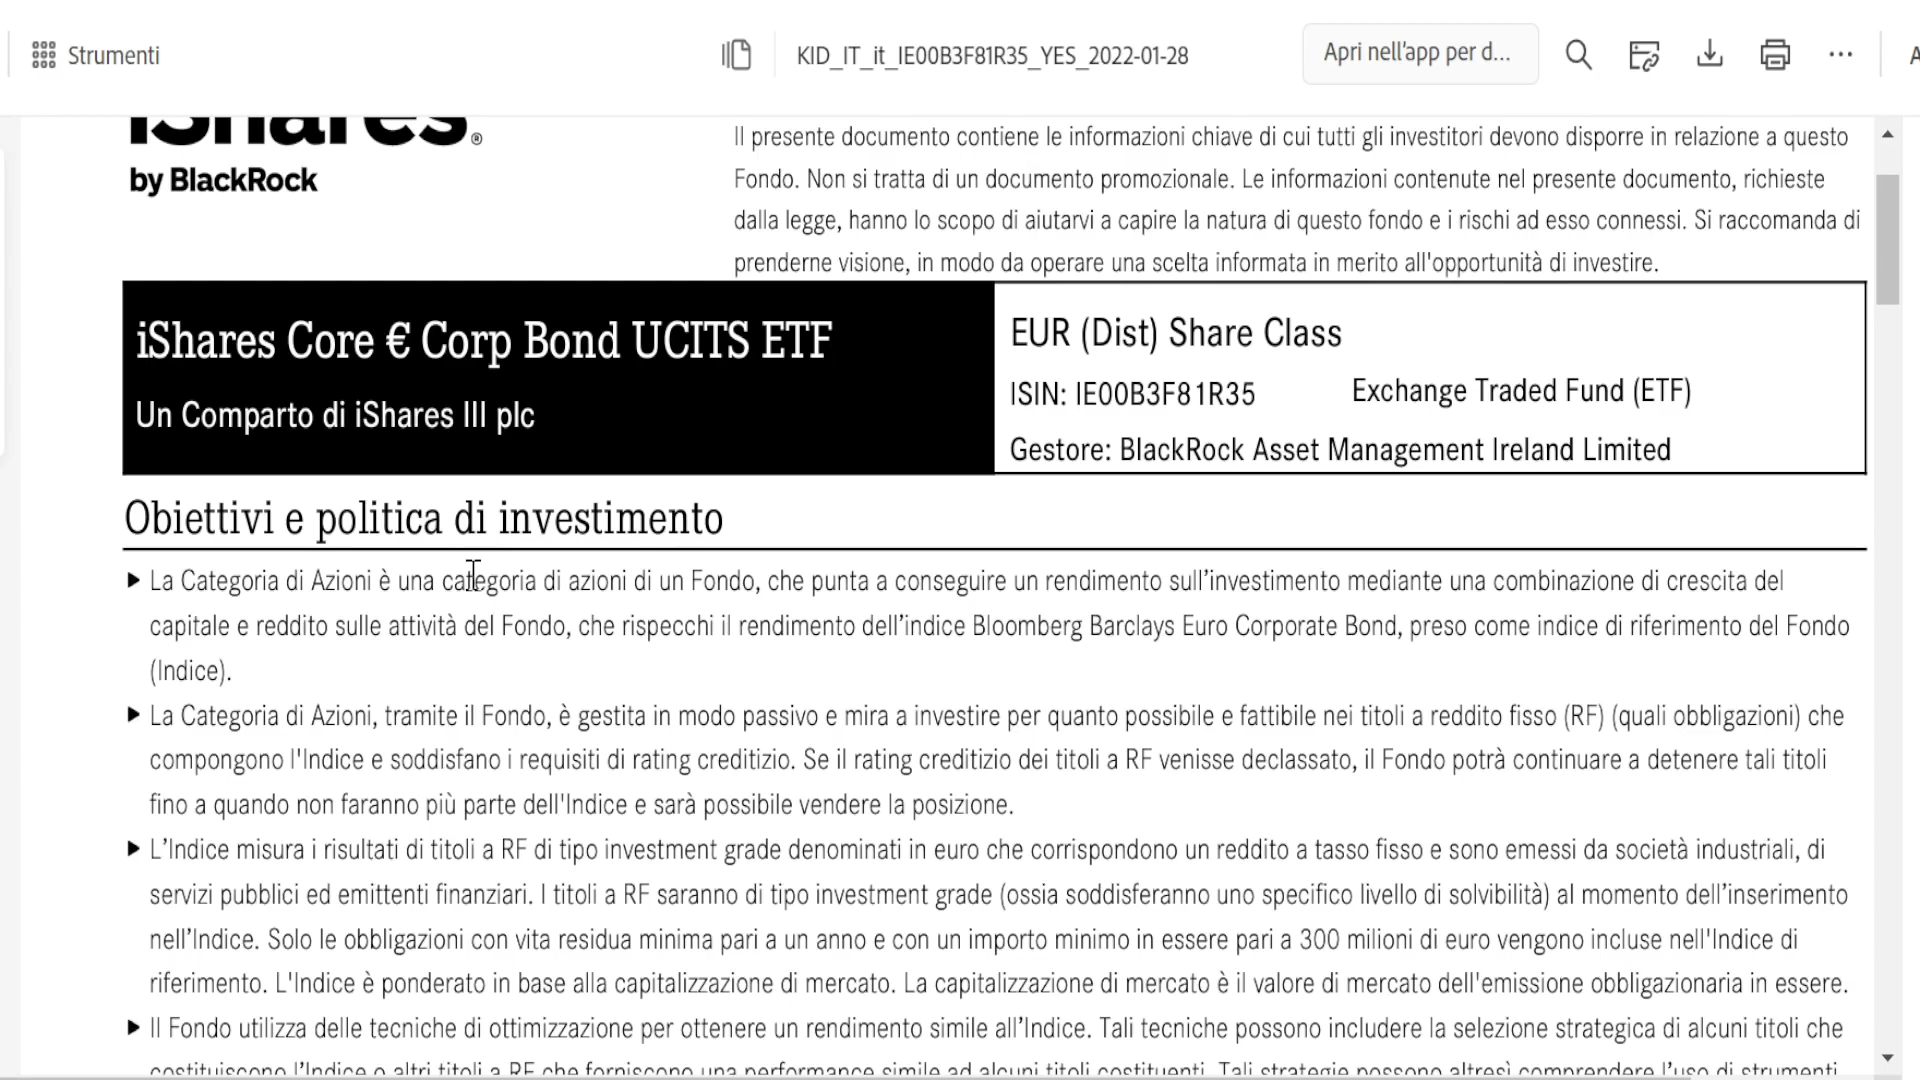 Strumenti
KID_IT_it_IE00B3F81R35_YES_2022-01-28
Apri nell'app per d...
iShares®
by BlackRock
Il presente documento contiene le informazioni chiave di cui tutti gli investitori devono disporre in relazione a questo
Fondo. Non si tratta di un documento promozionale. Le informazioni contenute nel presente documento, richieste
dalla legge, hanno lo scopo di aiutarvi a capire la natura di questo fondo e i rischi ad esso connessi. Si raccomanda di
prenderne visione, in modo da operare una scelta informata in merito all'opportunità di investire.
iShares Core € Corp Bond UCITS ETF
Un Comparto di iShares III plc
EUR (Dist) Share Class
ISIN: IE00B3F81R35 Exchange Traded Fund (ETF)
Gestore: BlackRock Asset Management Ireland Limited
Obiettivi e politica di investimento
La Categoria di Azioni è una categoria di azioni di un Fondo, che punta a conseguire un rendimento sull’investimento mediante una combinazione di crescita del
capitale e reddito sulle attività del Fondo, che rispecchi il rendimento dell’indice Bloomberg Barclays Euro Corporate Bond, preso come indice di riferimento del Fondo
(Indice).
La Categoria di Azioni, tramite il Fondo, è gestita in modo passivo e mira a investire per quanto possibile e fattibile nei titoli a reddito fisso (RF) (quali obbligazioni) che
compongono l'Indice e soddisfano i requisiti di rating creditizio. Se il rating creditizio dei titoli a RF venisse declassato, il Fondo potrà continuare a detenere tali titoli
fino a quando non faranno più parte dell'Indice e sarà possibile vendere la posizione.
L’Indice misura i risultati di titoli a RF di tipo investment grade denominati in euro che corrispondono un reddito a tasso fisso e sono emessi da società industriali, di
servizi pubblici ed emittenti finanziari. I titoli a RF saranno di tipo investment grade (ossia soddisferanno uno specifico livello di solvibilità) al momento dell’inserimento
nell’Indice. Solo le obbligazioni con vita residua minima pari a un anno e con un importo minimo in essere pari a 300 milioni di euro vengono incluse nell'Indice di
riferimento. L'Indice è ponderato in base alla capitalizzazione di mercato. La capitalizzazione di mercato è il valore di mercato dell'emissione obbligazionaria in essere.
Il Fondo utilizza delle tecniche di ottimizzazione per ottenere un rendimento simile all’Indice. Tali tecniche possono includere la selezione strategica di alcuni titoli che
costituiscono l’Indice o altri titoli a RF che forniscono una performance simile ad alcuni titoli costituenti. Tali strategie possono altresì comprendere l’uso di strumenti